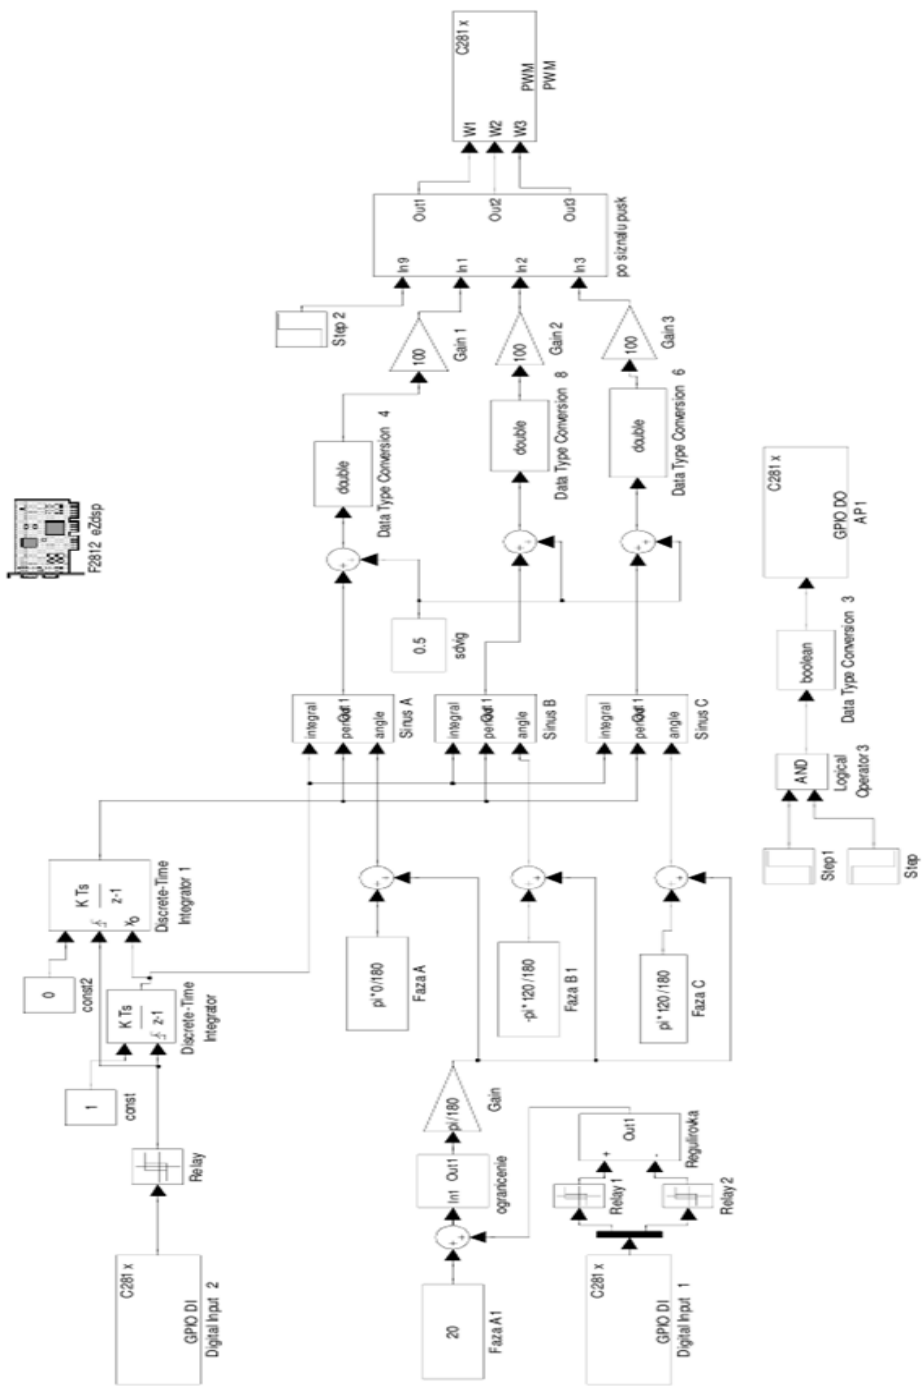 F2812 eZdsp
C281x
GPIO DI
Digital Input 2
Relay
1
const
0
const2
K Ts
z-1
Discrete-Time
Integrator
K Ts
z-1
x0
Discrete-Time
Integrator 1
20
Faza A1
In1 Out1
ogranicenie
pi/180
Gain
C281x
GPIO DI
Digital Input 1
Relay 1
Relay 2
+
-
Out1
Regulirovka
pi*0/180
Faza A
-pi*120/180
Faza B1
pi*120/180
Faza C
integral
period
Out1
angle
Sinus A
integral
period
Out1
angle
Sinus B
integral
period
Out1
angle
Sinus C
0.5
sdvig
double
Data Type Conversion 4
double
Data Type Conversion 8
double
Data Type Conversion 6
100
Gain 1
100
Gain 2
100
Gain 3
Step 2
In9
In1
In2
In3
Out1
Out2
Out3
po siznalu pusk
C281x
W1
W2
W3
PWM
PWM
Step1
Step
AND
Logical
Operator3
boolean
Data Type Conversion 3
C281x
GPIO DO
AP1